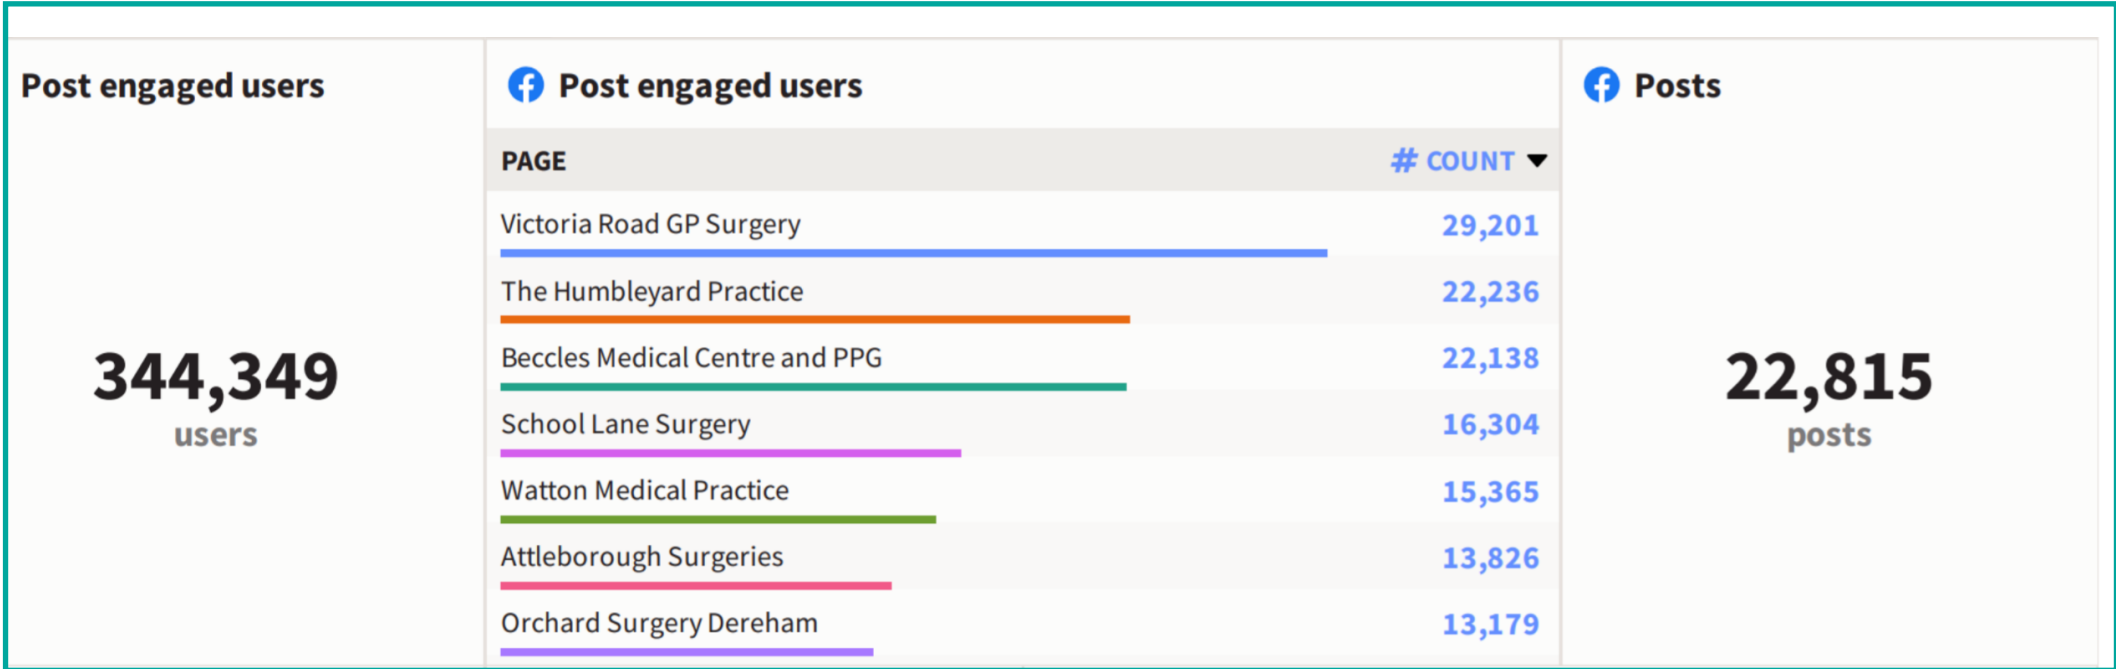 Post engaged users
344,349
users
Post engaged users
PAGE # COUNT
Victoria Road GP Surgery 29,201
The Humbleyard Practice 22,236
Beccles Medical Centre and PPG 22,138
School Lane Surgery 16,304
Watton Medical Practice 15,365
Attleborough Surgeries 13,826
Orchard Surgery Dereham 13,179
Posts
22,815
posts